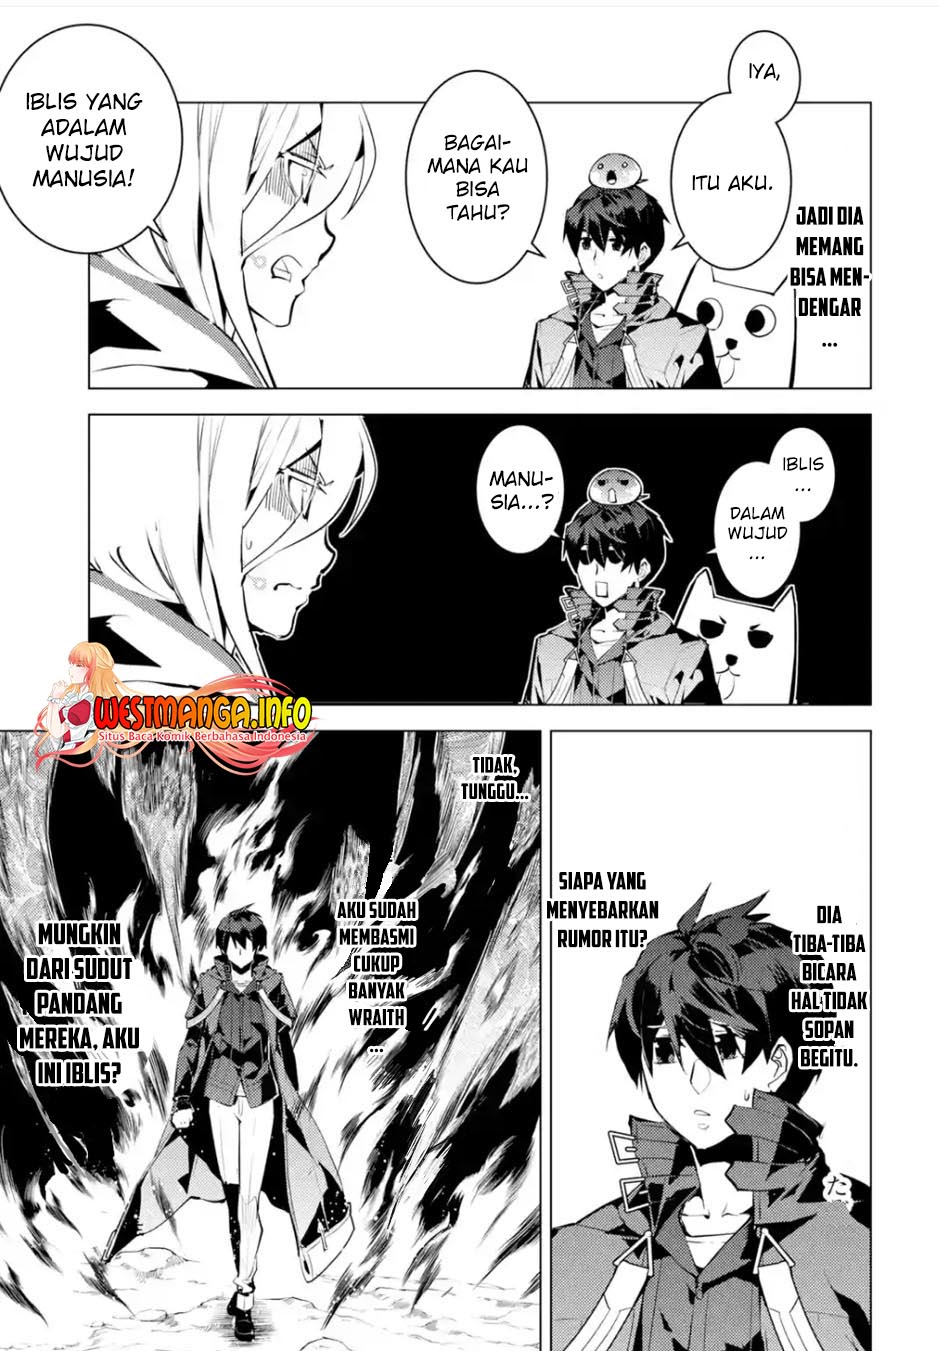 IYA,
ITU AKU.
JADI DIA
MEMANG
BISA MEN-
DENGAR
...
BAGAI-
MANA KAU
BISA
TAHU?
IBLIS YANG
ADALAM
WUJUD
MANUSIA!
IBLIS
...
DALAM
WUJUD
...
MANU-
SIA...?
WESTMANGA.INFO
Situs Baca Komik Berbahasa Indonesia
DIA
TIBA-TIBA
BICARA
HAL TIDAK
SOPAN
BEGITU.
SIAPA YANG
MENYEBARKAN
RUMOR ITU?
た
TIDAK,
TUNGGU...
AKU SUDAH
MEMBASMI
CUKUP
BANYAK
WRAITH
...
MUNGKIN
DARI SUDUT
PANDANG
MEREKA, AKU
INI IBLIS?